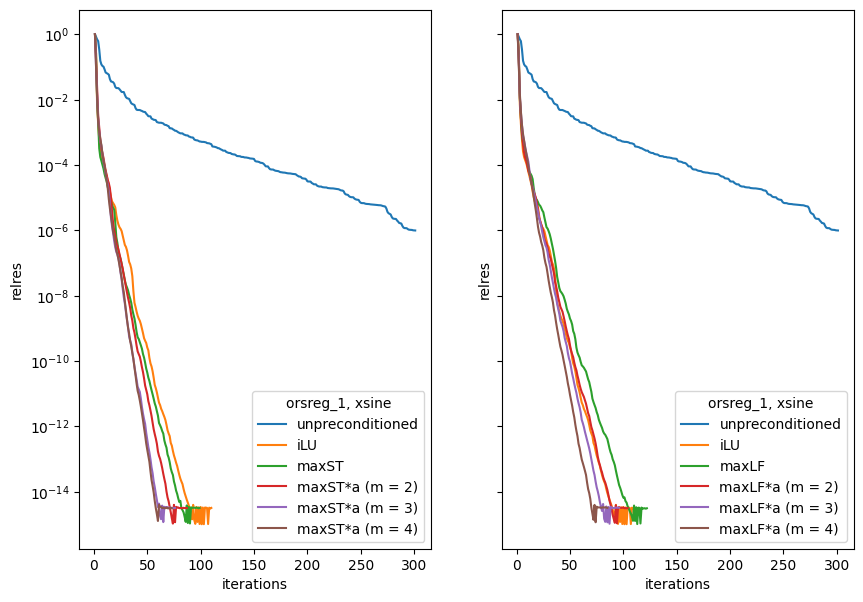 10^0
10^-2
10^-4
10^-6
10^-8
10^-10
10^-12
10^-14
relres
0 50 100 150 200 250 300
iterations
orsreg_1, xsine
unpreconditioned
iLU
maxST
maxST*a (m = 2)
maxST*a (m = 3)
maxST*a (m = 4)
relres
0 50 100 150 200 250 300
iterations
orsreg_1, xsine
unpreconditioned
iLU
maxLF
maxLF*a (m = 2)
maxLF*a (m = 3)
maxLF*a (m = 4)